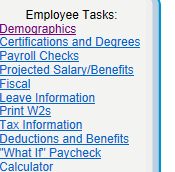 Employee Tasks:
Demographics
Certifications and Degrees
Payroll Checks
Projected Salary/Benefits
Fiscal
Leave Information
Print W2s
Tax Information
Deductions and Benefits
"What If" Paycheck
Calculator